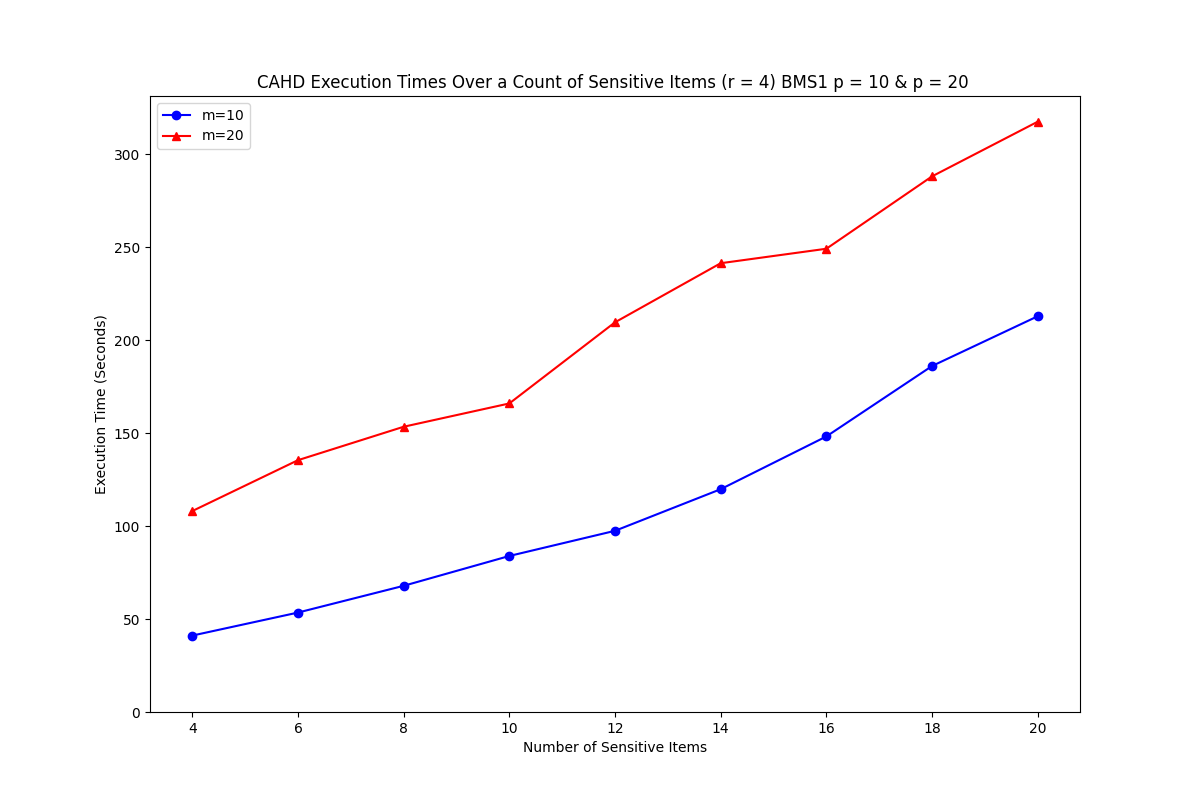 CAHD Execution Times Over a Count of Sensitive Items (r = 4) BMS1 p = 10 & p = 20
m=10
m=20
300
250
200
150
100
50
0
Execution Time (Seconds)
4 6 8 10 12 14 16 18 20
Number of Sensitive Items